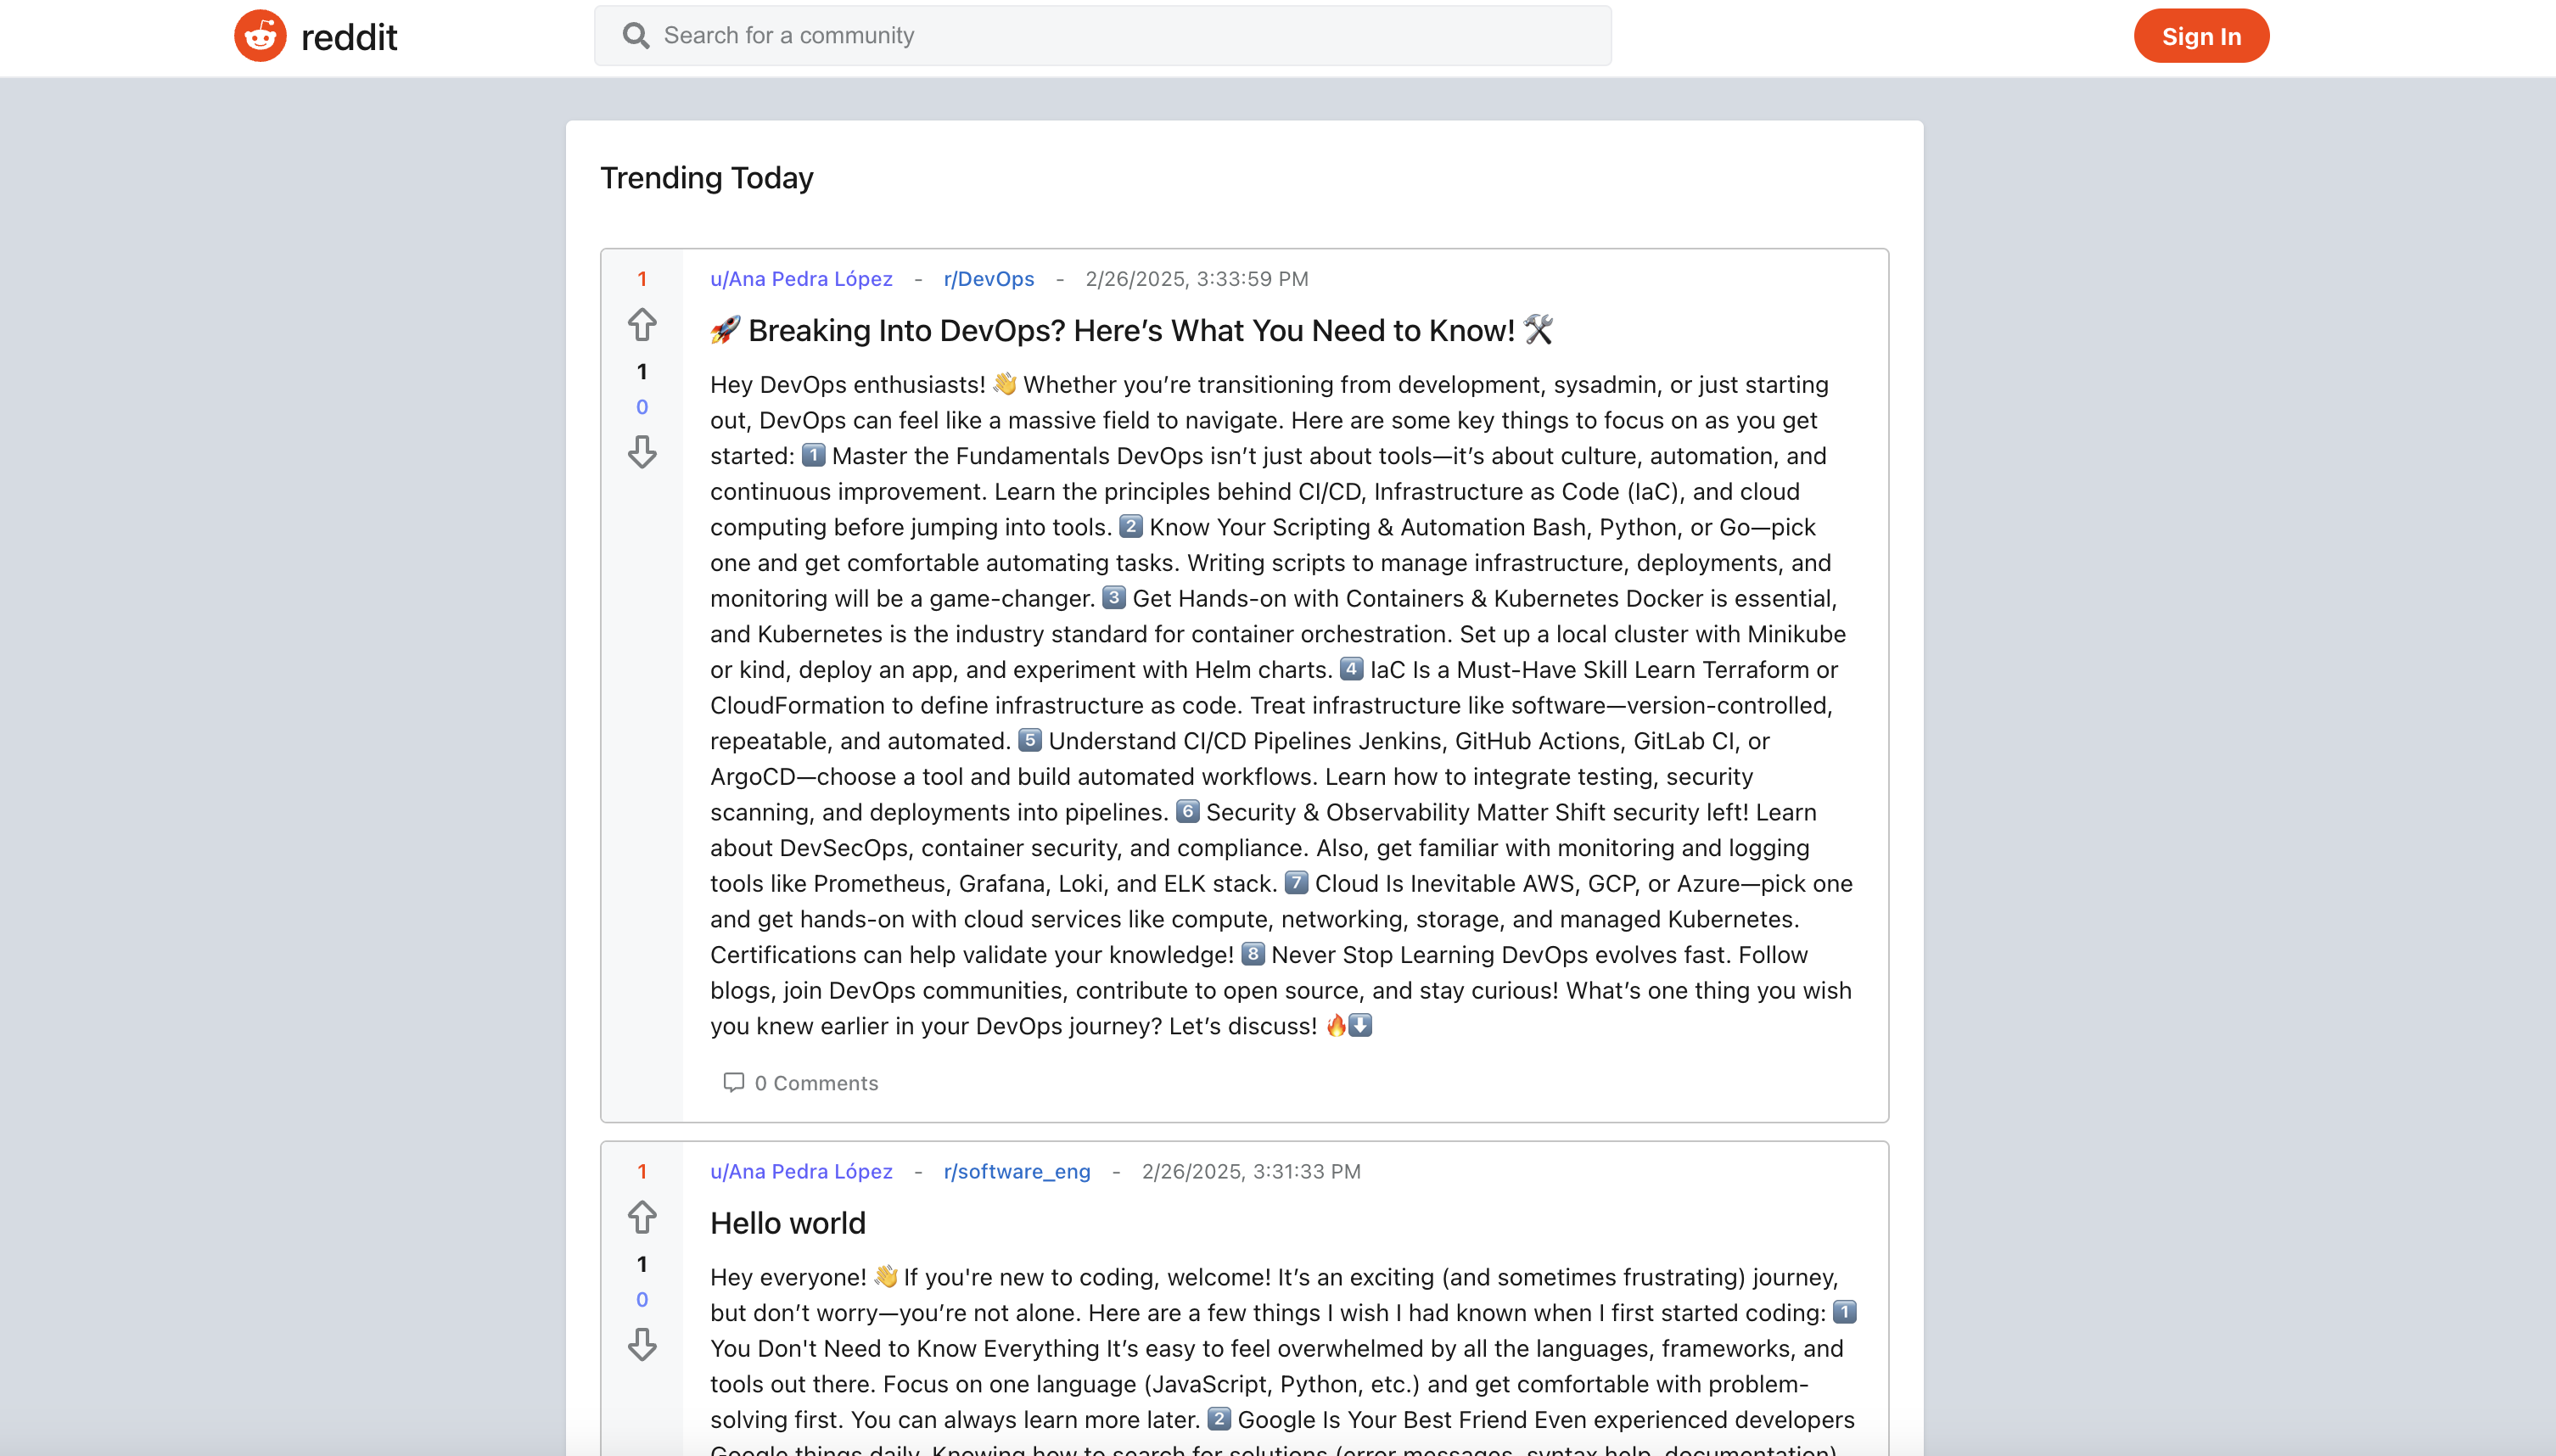 reddit
Search for a community
Sign In
Trending Today
1
u/Ana Pedra López - r/DevOps - 2/26/2025, 3:33:59 PM
🚀 Breaking Into DevOps? Here’s What You Need to Know! 🛠️
1
0
Hey DevOps enthusiasts! 👋 Whether you’re transitioning from development, sysadmin, or just starting
out, DevOps can feel like a massive field to navigate. Here are some key things to focus on as you get
started: 1️⃣ Master the Fundamentals DevOps isn’t just about tools—it’s about culture, automation, and
continuous improvement. Learn the principles behind CI/CD, Infrastructure as Code (IaC), and cloud
computing before jumping into tools. 2️⃣ Know Your Scripting & Automation Bash, Python, or Go—pick
one and get comfortable automating tasks. Writing scripts to manage infrastructure, deployments, and
monitoring will be a game-changer. 3️⃣ Get Hands-on with Containers & Kubernetes Docker is essential,
and Kubernetes is the industry standard for container orchestration. Set up a local cluster with Minikube
or kind, deploy an app, and experiment with Helm charts. 4️⃣ IaC Is a Must-Have Skill Learn Terraform or
CloudFormation to define infrastructure as code. Treat infrastructure like software—version-controlled,
repeatable, and automated. 5️⃣ Understand CI/CD Pipelines Jenkins, GitHub Actions, GitLab CI, or
ArgoCD—choose a tool and build automated workflows. Learn how to integrate testing, security
scanning, and deployments into pipelines. 6️⃣ Security & Observability Matter Shift security left! Learn
about DevSecOps, container security, and compliance. Also, get familiar with monitoring and logging
tools like Prometheus, Grafana, Loki, and ELK stack. 7️⃣ Cloud Is Inevitable AWS, GCP, or Azure—pick one
and get hands-on with cloud services like compute, networking, storage, and managed Kubernetes.
Certifications can help validate your knowledge! 8️⃣ Never Stop Learning DevOps evolves fast. Follow
blogs, join DevOps communities, contribute to open source, and stay curious! What’s one thing you wish
you knew earlier in your DevOps journey? Let’s discuss! 🔥⬇️
0 Comments
1
u/Ana Pedra López - r/software_eng - 2/26/2025, 3:31:33 PM
Hello world
1
0
Hey everyone! 👋 If you're new to coding, welcome! It’s an exciting (and sometimes frustrating) journey,
but don’t worry—you’re not alone. Here are a few things I wish I had known when I first started coding: 1️⃣
You Don't Need to Know Everything It’s easy to feel overwhelmed by all the languages, frameworks, and
tools out there. Focus on one language (JavaScript, Python, etc.) and get comfortable with problem-
solving first. You can always learn more later. 2️⃣ Google Is Your Best Friend Even experienced developers
Google things daily. Knowing how to search for solutions (error messages, syntax help, documentation)